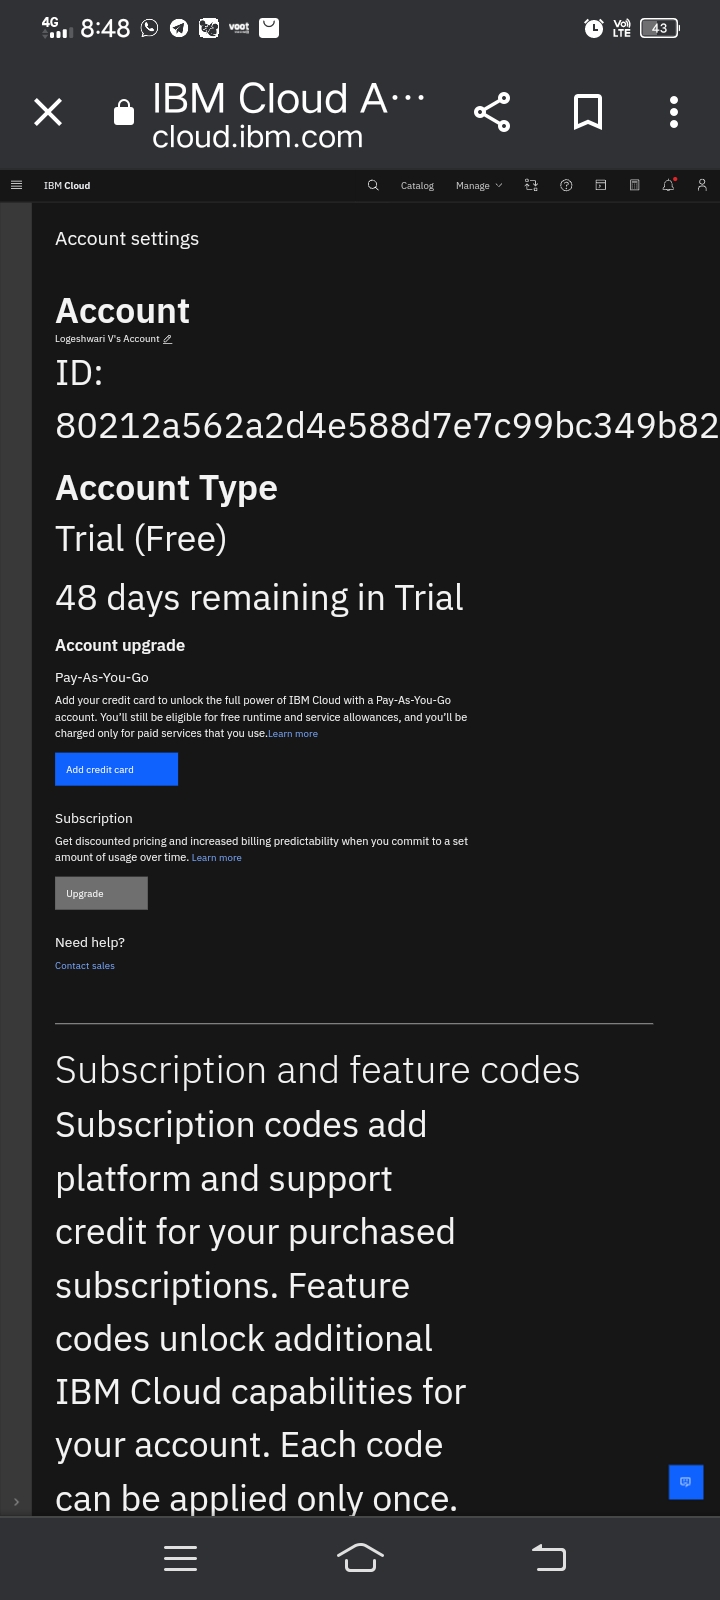 4G 8:48 voot Vo) LTE 43
IBM Cloud A···
cloud.ibm.com
IBM Cloud Catalog Manage
Account settings
Account
Logeshwari V's Account
ID:
80212a562a2d4e588d7e7c99bc349b82
Account Type
Trial (Free)
48 days remaining in Trial
Account upgrade
Pay-As-You-Go
Add your credit card to unlock the full power of IBM Cloud with a Pay-As-You-Go
account. You’ll still be eligible for free runtime and service allowances, and you’ll be
charged only for paid services that you use.Learn more
Add credit card
Subscription
Get discounted pricing and increased billing predictability when you commit to a set
amount of usage over time. Learn more
Upgrade
Need help?
Contact sales
Subscription and feature codes
Subscription codes add
platform and support
credit for your purchased
subscriptions. Feature
codes unlock additional
IBM Cloud capabilities for
your account. Each code
can be applied only once.